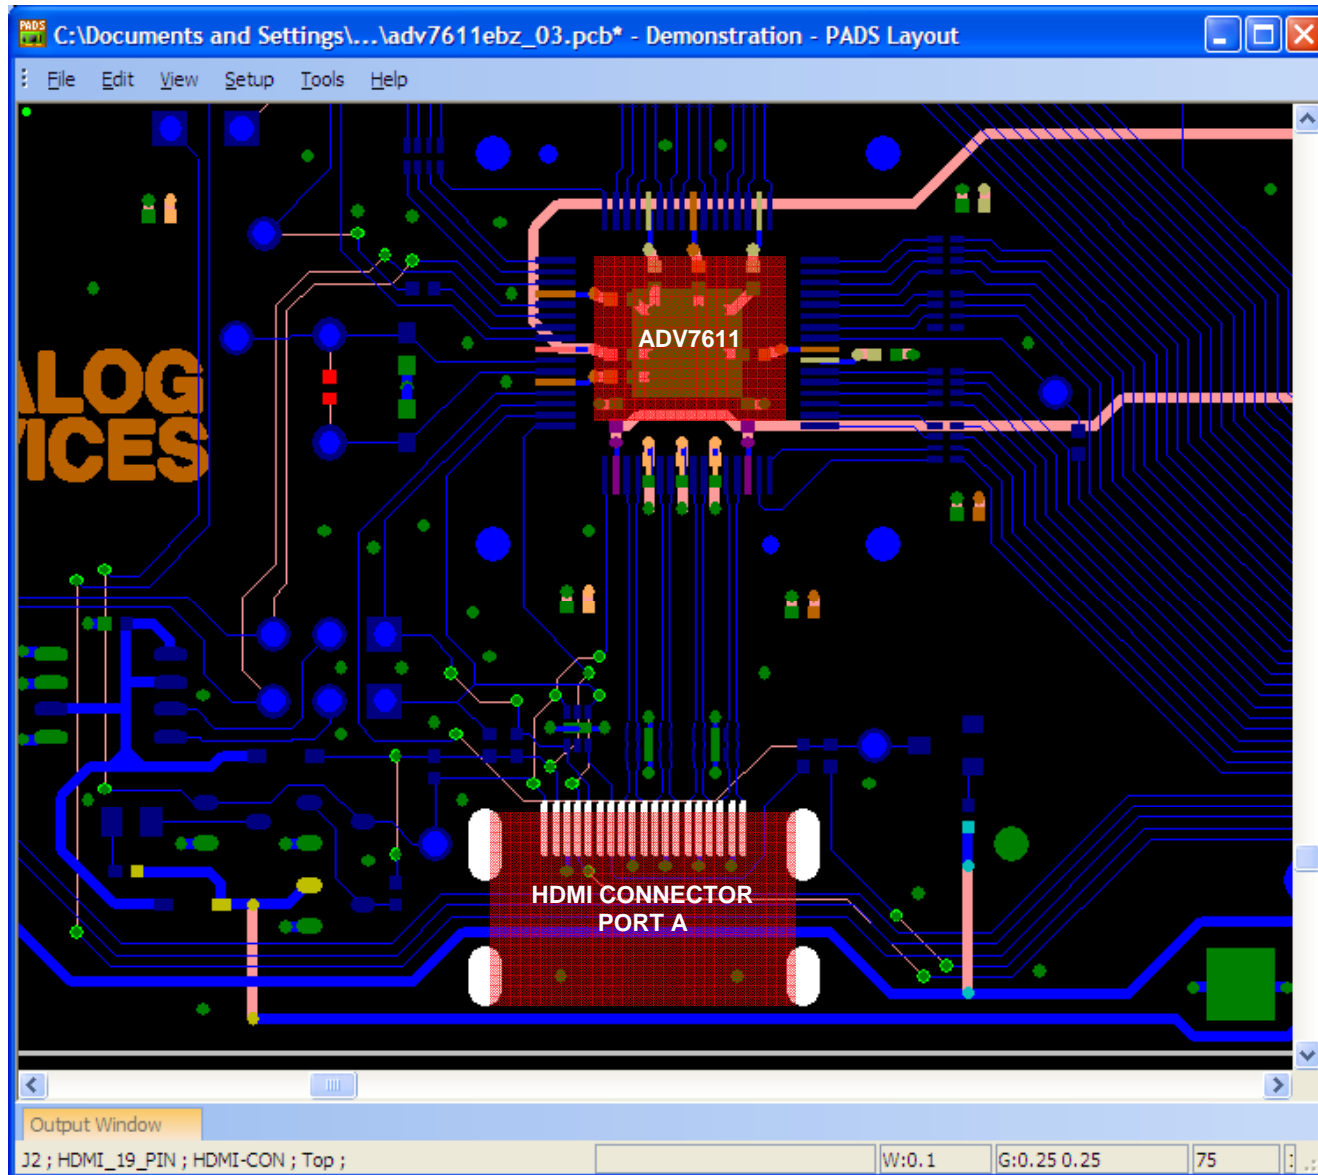 C:\Documents and Settings\...\adv7611ebz_03.pcb* - Demonstration - PADS Layout
File Edit View Setup Tools Help
ADV7611
ALOG
VICES
HDMI CONNECTOR
PORT A
Output Window
J2 ; HDMI_19_PIN ; HDMI-CON ; Top ;
W:0.1
G:0.25 0.25
75